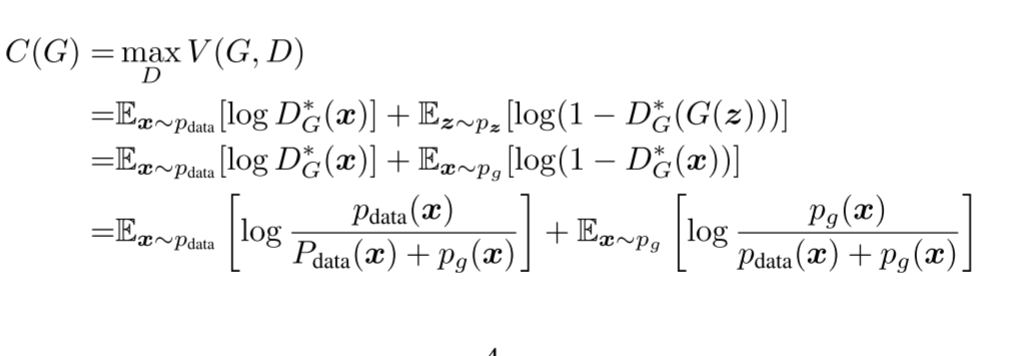 C(G) = max_D V(G, D)
=𝔼_{x∼p_data}[log D*_G(x)] + 𝔼_{z∼p_z}[log(1 − D*_G(G(z)))]
=𝔼_{x∼p_data}[log D*_G(x)] + 𝔼_{x∼p_g}[log(1 − D*_G(x))]
=𝔼_{x∼p_data} [log p_data(x) / (P_data(x) + p_g(x))] + 𝔼_{x∼p_g} [log p_g(x) / (p_data(x) + p_g(x))]